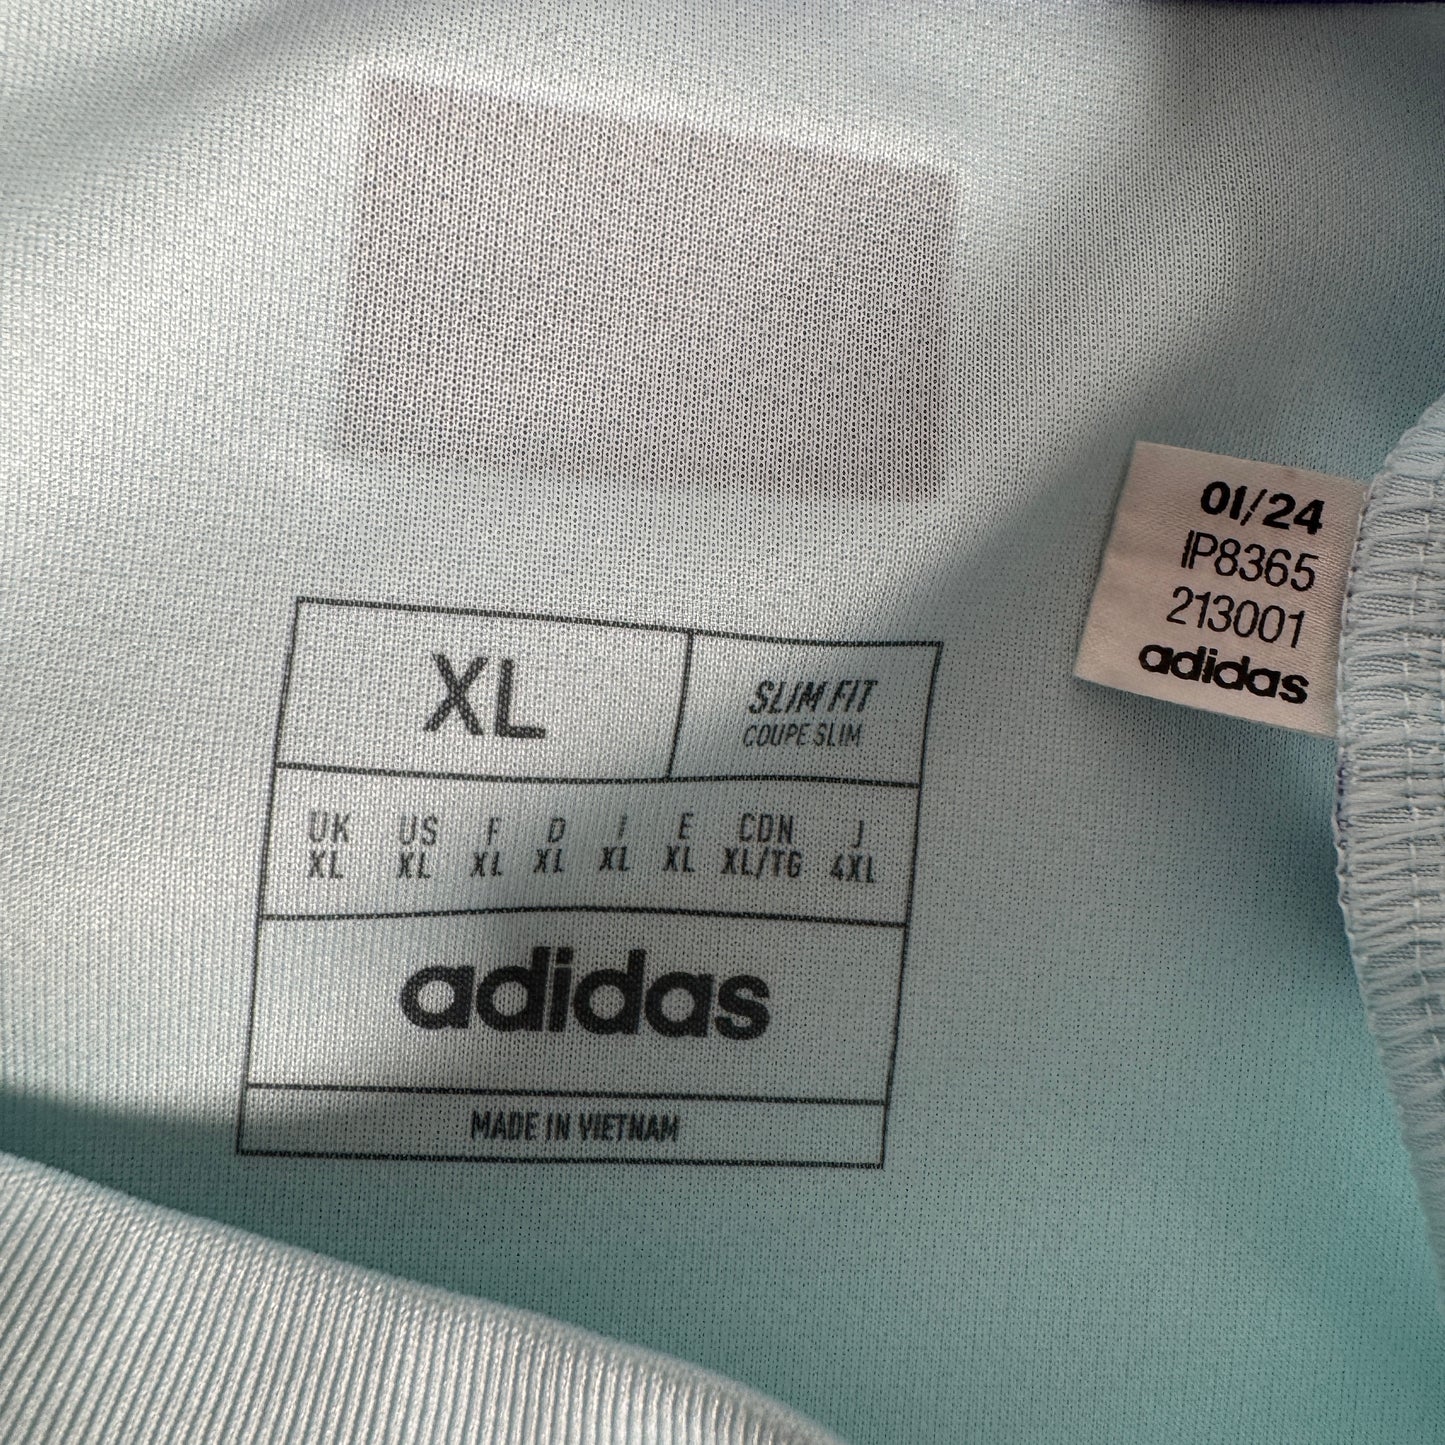 01/24
IP8365
213001
adidas
XL
SLIM FIT
COUPE SLIM
UK US F D I E CDN J
XL XL XL XL XL XL XL/TG 4XL
adidas
MADE IN VIETNAM